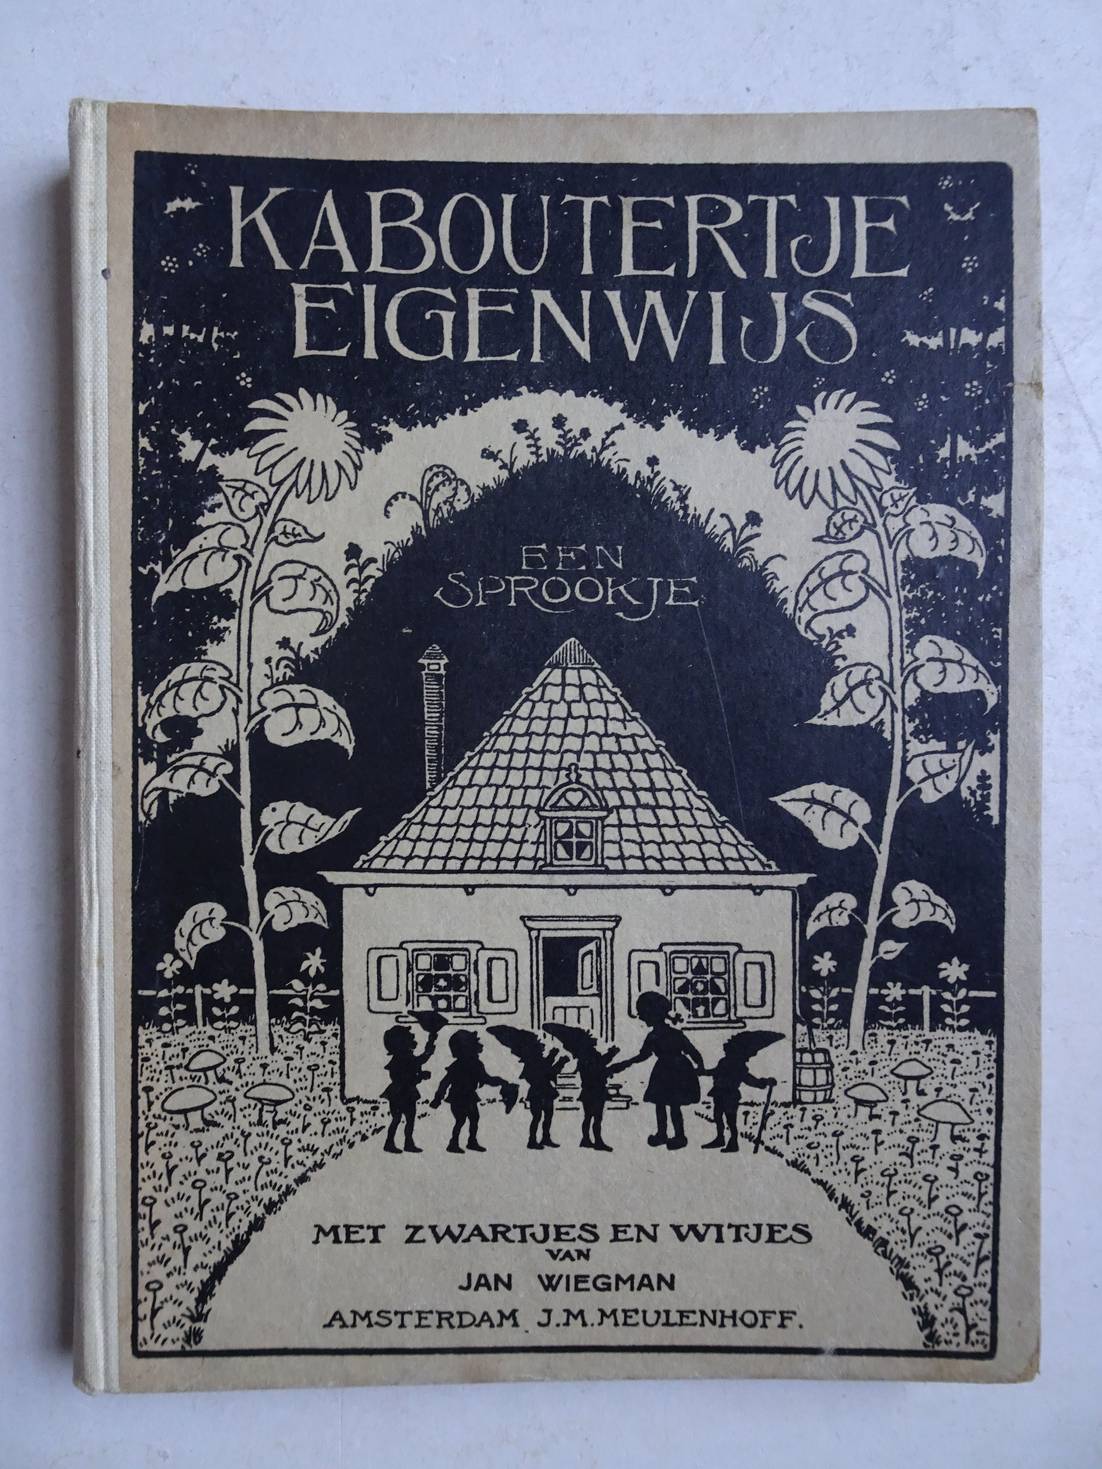 KABOUTERTJE
EIGENWIJS
EEN
SPROOKJE
MET ZWARTJES EN WITJES
VAN
JAN WIEGMAN
AMSTERDAM J.M. MEULENHOFF.